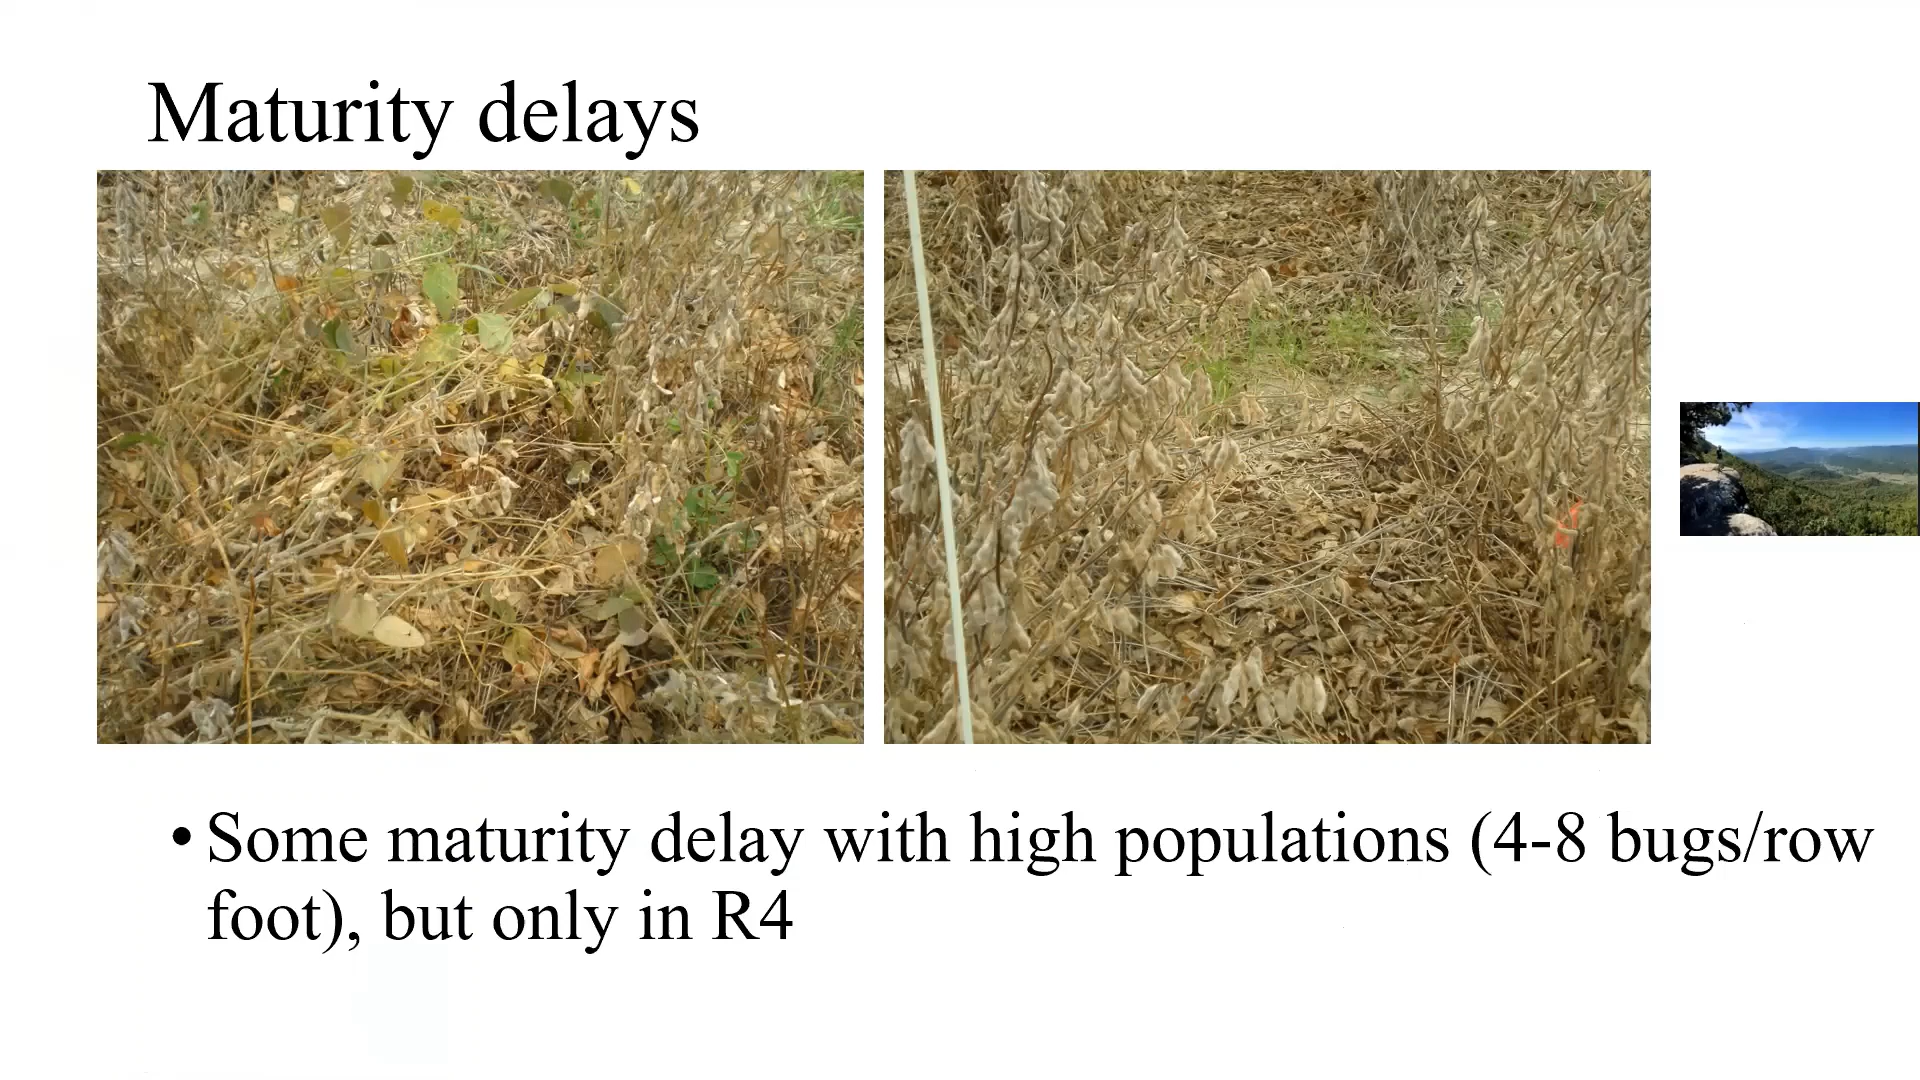 Maturity delays
• Some maturity delay with high populations (4-8 bugs/row
foot), but only in R4